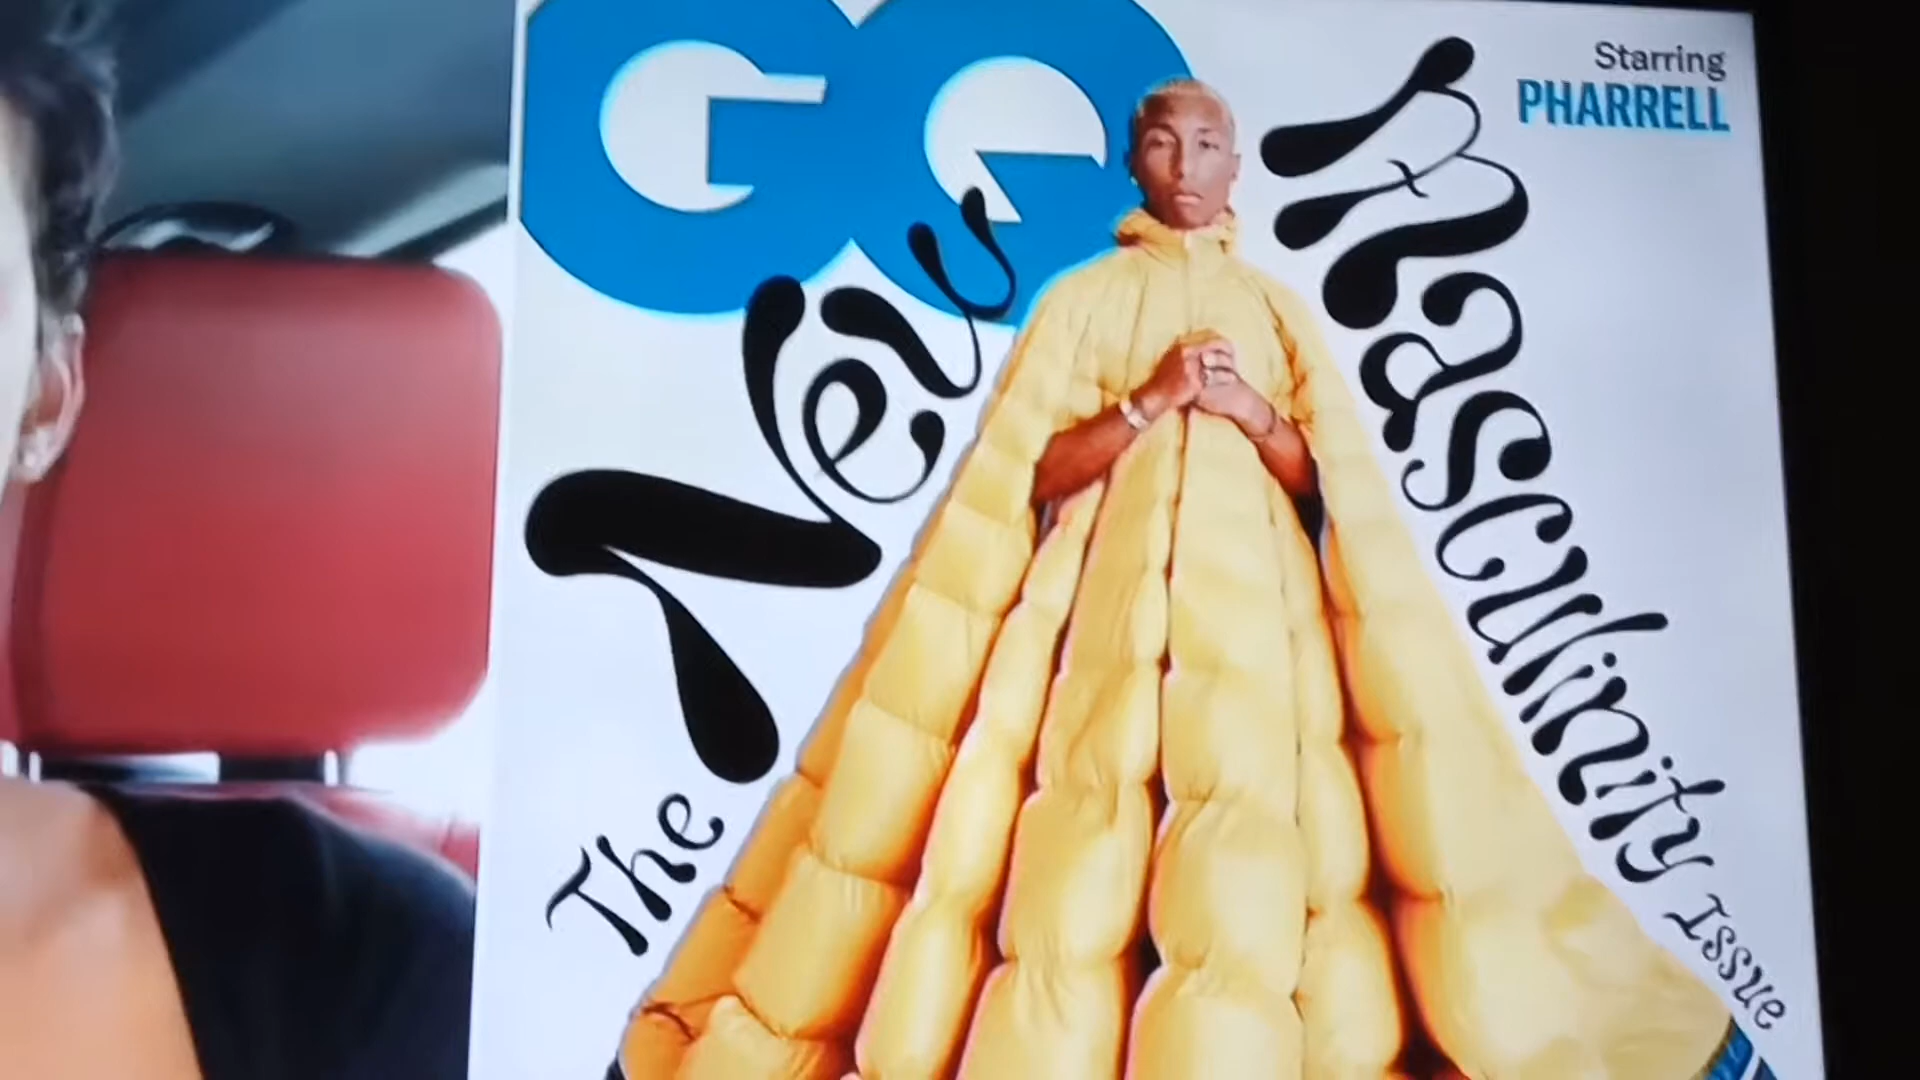 GQ
Starring
PHARRELL
The New
Masculinity Issue